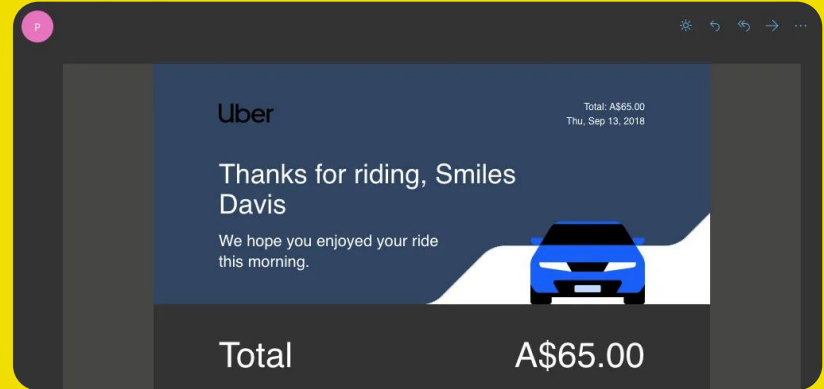 P
Uber
Total: A$65.00
Thu, Sep 13, 2018
Thanks for riding, Smiles
Davis
We hope you enjoyed your ride
this morning.
Total A$65.00